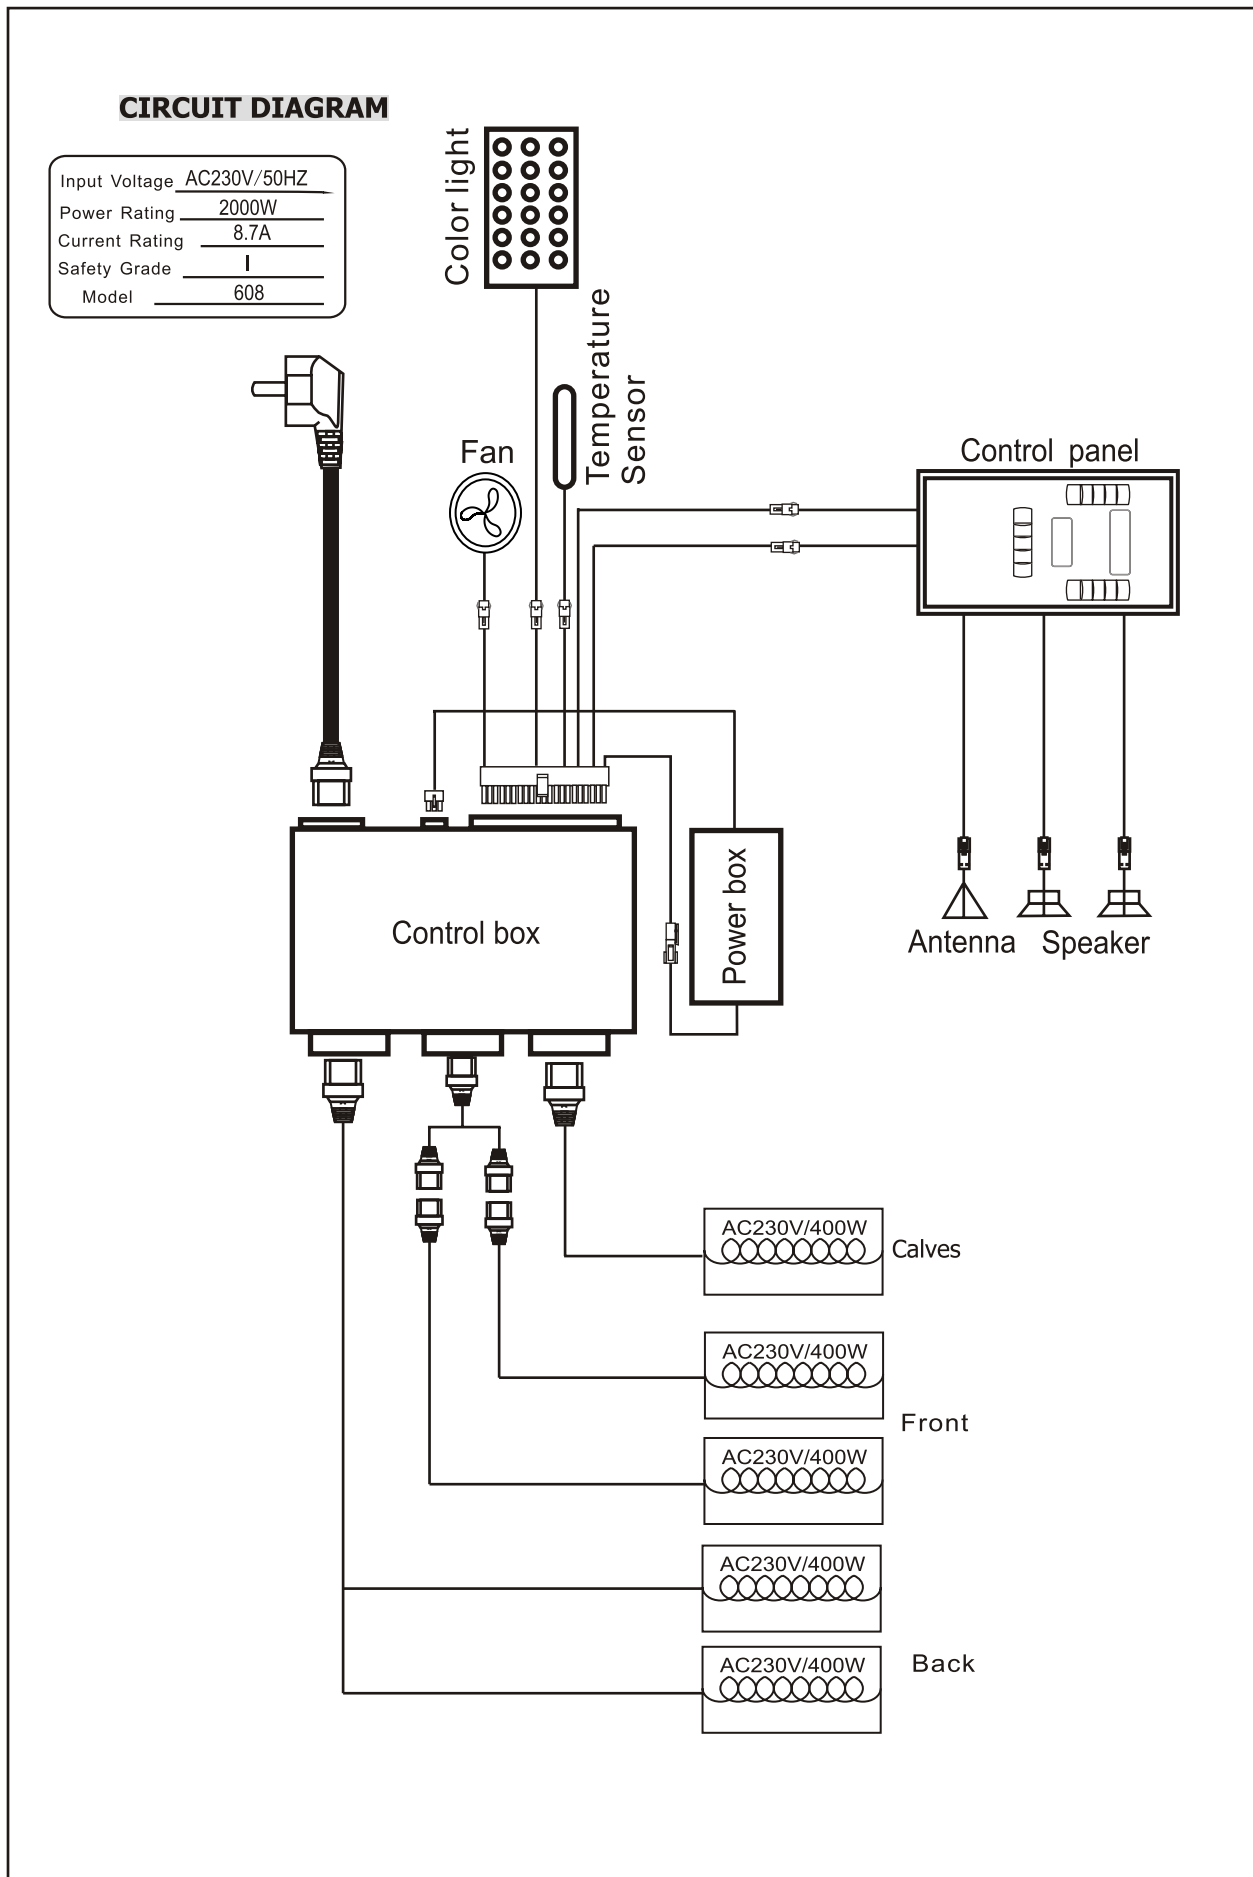 CIRCUIT DIAGRAM
Input Voltage AC230V/50HZ
Power Rating 2000W
Current Rating 8.7A
Safety Grade I
Model 608
Color light
Temperature
Sensor
Fan
Control panel
Control box
Power box
Antenna
Speaker
AC230V/400W
Calves
AC230V/400W
Front
AC230V/400W
AC230V/400W
Back
AC230V/400W